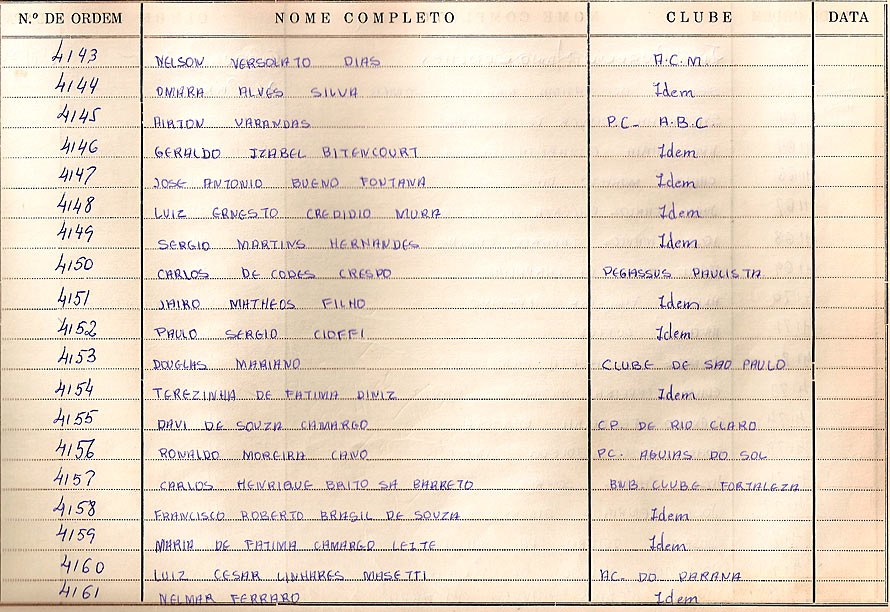 N.º DE ORDEM NOME COMPLETO CLUBE DATA
4143 NELSON VERSOLATO DIAS A.C.M.
4144 ALVES SILVA Idem
4145 AIRTON VARANDAS P.C- A.B.C.
4146 GERALDO IZABEL BITENCOURT Idem
4147 JOSE ANTONIO BUENO FONTANA Idem
4148 LUIZ ERNESTO CREDIDIO MURA Idem
4149 SERGIO MARTINS HERNANDES Idem
4150 CARLOS DE CODES CRESPO PEGASSUS PAULISTA
4151 JAIRO MATHEOS FILHO Idem
4152 PAULO SERGIO CIOFFI Idem
4153 DOUGLAS MARIANO CLUBE DE SAO PAULO
4154 TEREZINHA DE FATIMA DINIZ Idem
4155 DAVI DE SOUZA CAMARGO CP. DE RIO CLARO
4156 RONALDO MOREIRA CANO PC. AGUIAS DO SOL
4157 CARLOS HENRIQUE BRITO SA BARRETO BNB CLUBE FORTALEZA
4158 FRANCISCO ROBERTO BRASIL DE SOUZA Idem
4159 MARIA DE FATIMA CAMARGO LEITE Idem
4160 LUIZ CESAR LINHARES MASETTI AC. DO PARANA
4161 NELMAR FERRARO Idem